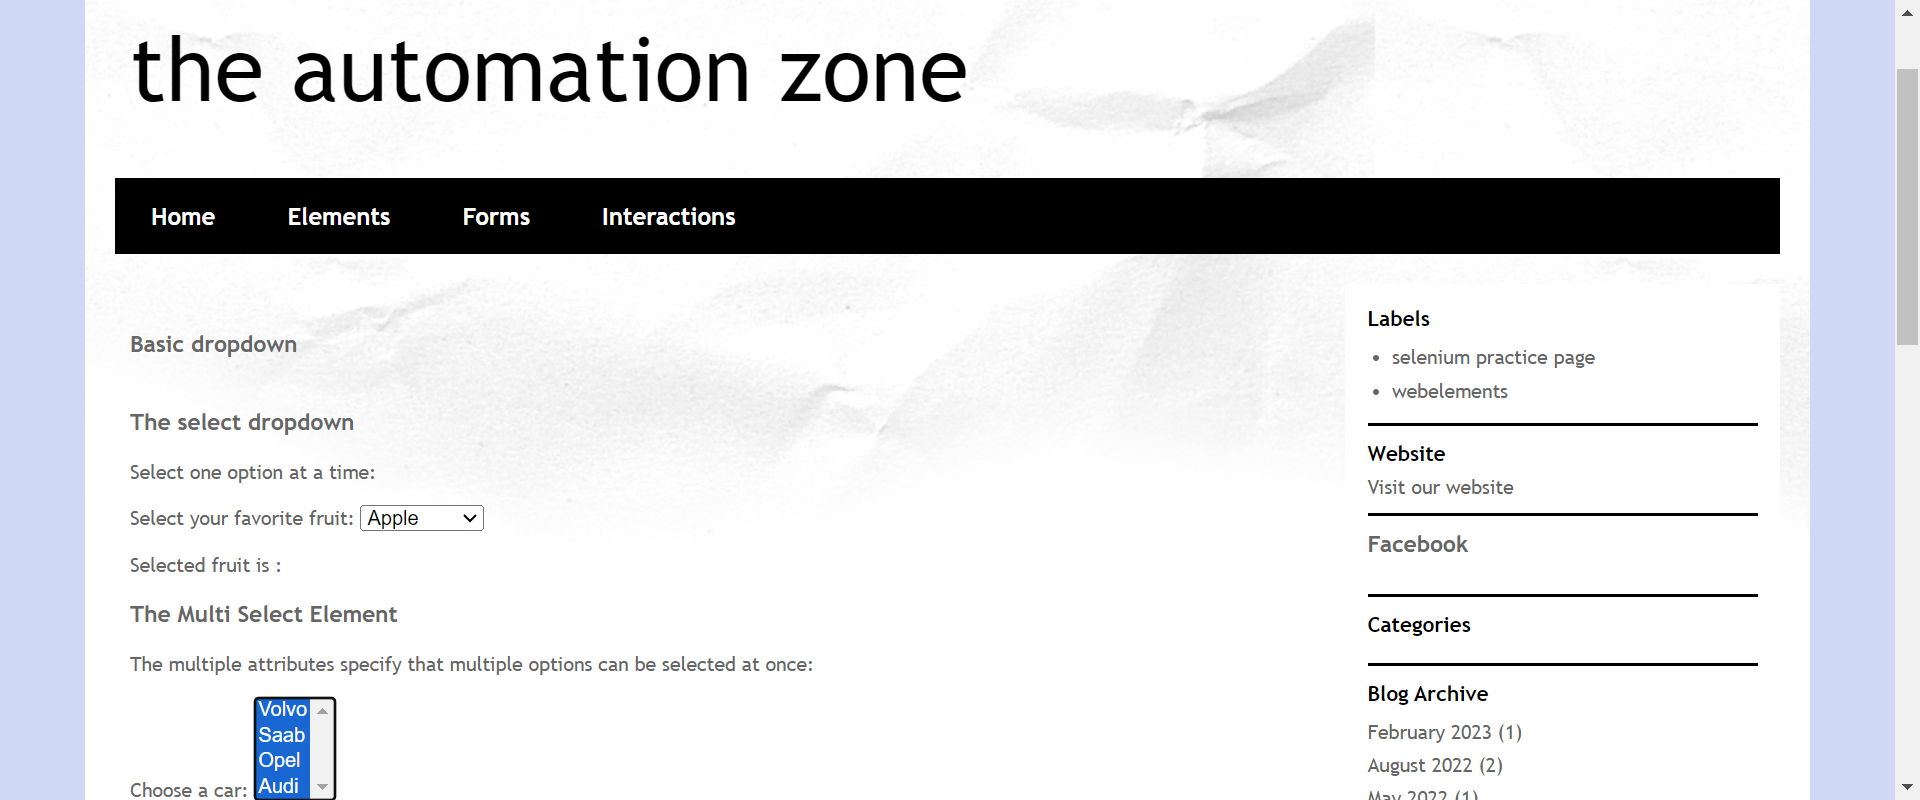 the automation zone
Home Elements Forms Interactions
Basic dropdown
The select dropdown
Select one option at a time:
Select your favorite fruit: Apple
Selected fruit is :
The Multi Select Element
The multiple attributes specify that multiple options can be selected at once:
Volvo
Saab
Opel
Audi
Choose a car:
Labels
• selenium practice page
• webelements
Website
Visit our website
Facebook
Categories
Blog Archive
February 2023 (1)
August 2022 (2)
May 2022 (1)